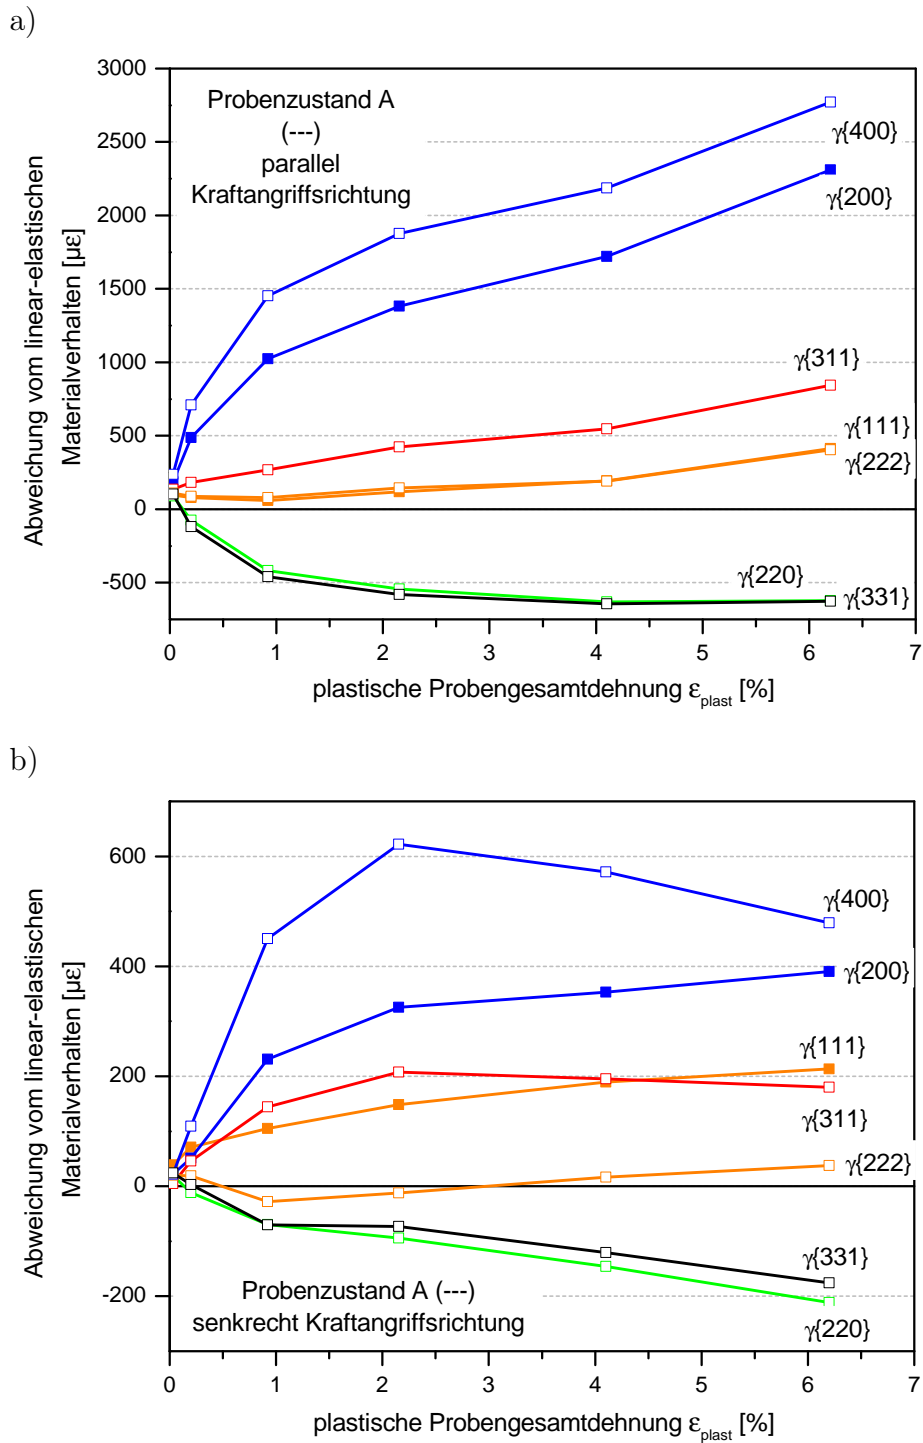 a)
Abweichung vom linear-elastischen
Materialverhalten [µε]
3000
2500
2000
1500
1000
500
0
-500
Probenzustand A
(---)
parallel
Kraftangriffsrichtung
γ{400}
γ{200}
γ{311}
γ{111}
γ{222}
γ{220}
γ{331}
0 1 2 3 4 5 6 7
plastische Probengesamtdehnung ε_plast [%]
b)
Abweichung vom linear-elastischen
Materialverhalten [µε]
600
400
200
0
-200
γ{400}
γ{200}
γ{111}
γ{311}
γ{222}
γ{331}
γ{220}
Probenzustand A (---)
senkrecht Kraftangriffsrichtung
0 1 2 3 4 5 6 7
plastische Probengesamtdehnung ε_plast [%]